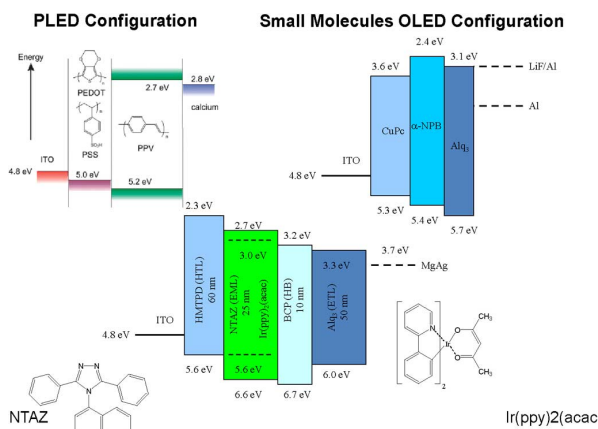 PLED Configuration
Small Molecules OLED Configuration
Energy
PEDOT
PSS
SO₃H
PPV
n
n
n
2.7 eV
2.8 eV
calcium
ITO
4.8 eV
5.0 eV
5.2 eV
2.4 eV
3.6 eV
3.1 eV
LiF/Al
Al
CuPc
α-NPB
Alq₃
ITO
4.8 eV
5.3 eV
5.4 eV
5.7 eV
2.3 eV
2.7 eV
3.2 eV
3.0 eV
3.3 eV
3.7 eV
MgAg
HMTPD (HTL)
60 nm
NTAZ (EML)
25 nm
Ir(ppy)₂(acac)
BCP (HB)
10 nm
Alq₃ (ETL)
50 nm
ITO
4.8 eV
5.6 eV
5.6 eV
6.6 eV
6.7 eV
6.0 eV
N-N
N
NTAZ
N
Ir
O
O
CH₃
CH₃
2
Ir(ppy)2(acac